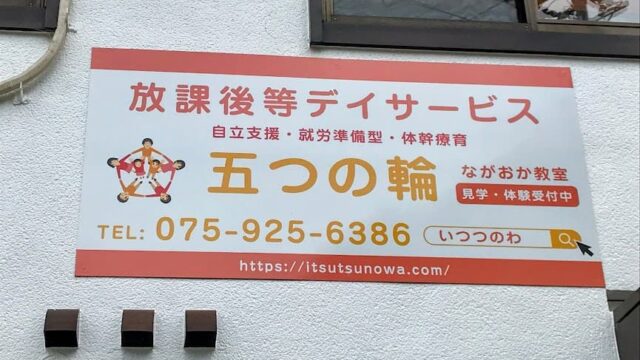 放課後等デイサービス
自立支援・就労準備型・体幹療育
五つの輪
ながおか教室
見学・体験受付中
TEL: 075-925-6386
いつつのわ
https://itsutsunowa.com/